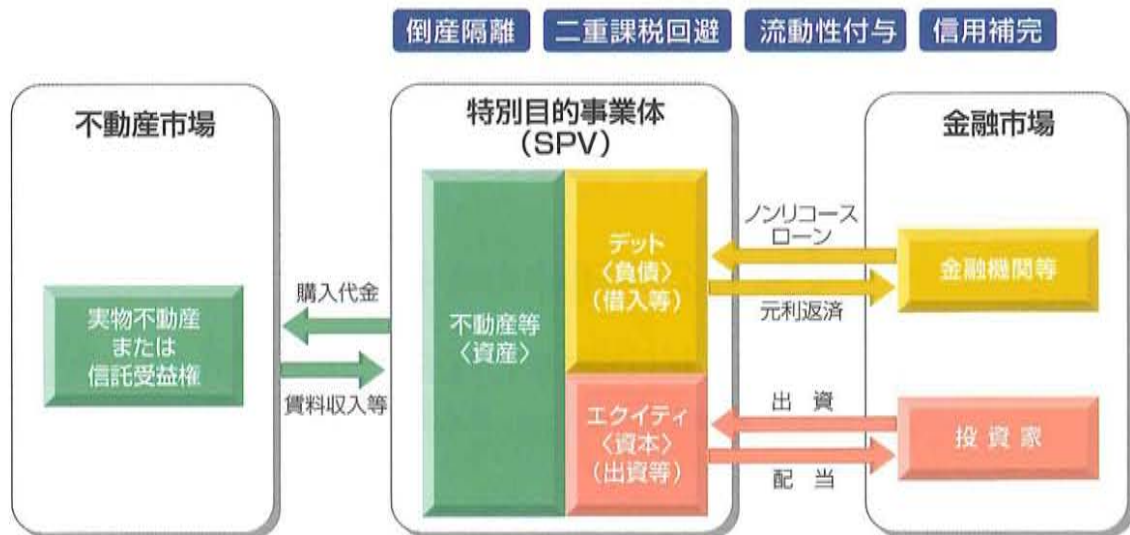 倒産隔離
二重課税回避
流動性付与
信用補完
不動産市場
特別目的事業体
(SPV)
金融市場
実物不動産
または
信託受益権
購入代金
賃料収入等
不動産等
〈資産〉
デット
〈負債〉
(借入等)
エクイティ
〈資本〉
(出資等)
ノンリコース
ローン
元利返済
出 資
配 当
金融機関等
投 資 家